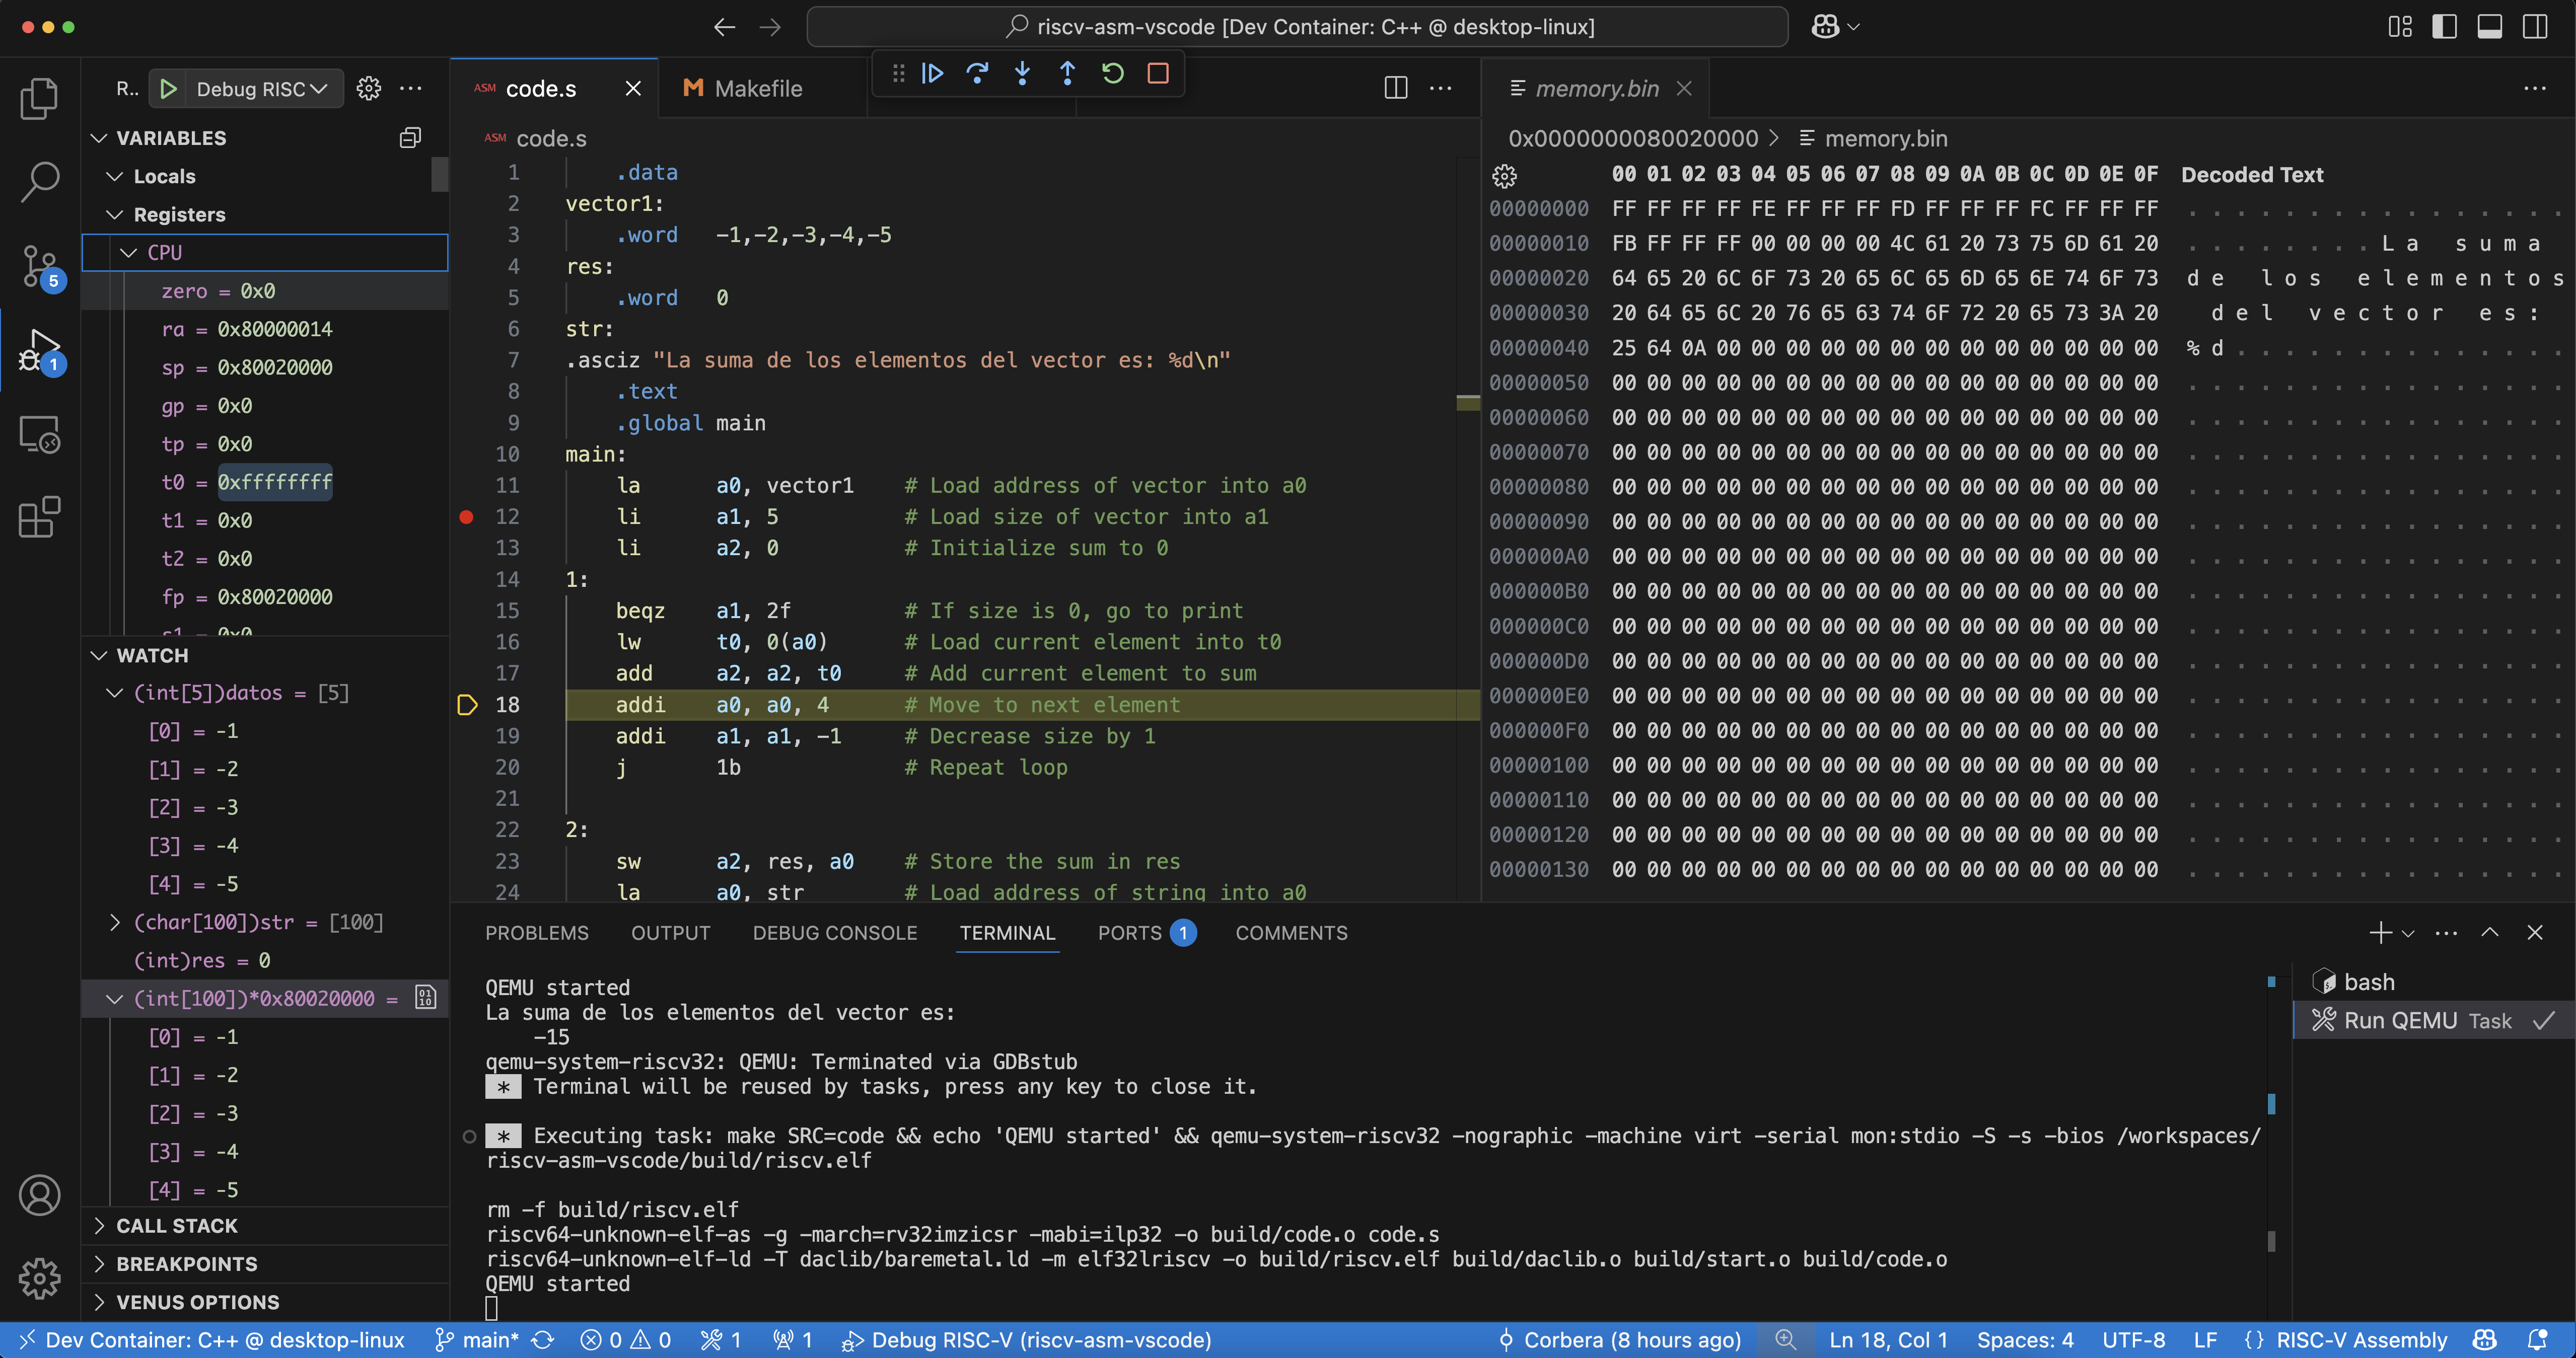 riscv-asm-vscode [Dev Container: C++ @ desktop-linux]
R.. Debug RISC
VARIABLES
Locals
Registers
CPU
zero = 0x0
ra = 0x80000014
sp = 0x80020000
gp = 0x0
tp = 0x0
t0 = 0xffffffff
t1 = 0x0
t2 = 0x0
fp = 0x80020000
s1 = 0x0
WATCH
(int[5])datos = [5]
[0] = -1
[1] = -2
[2] = -3
[3] = -4
[4] = -5
(char[100])str = [100]
(int)res = 0
(int[100])*0x80020000 =
[0] = -1
[1] = -2
[2] = -3
[3] = -4
[4] = -5
CALL STACK
BREAKPOINTS
VENUS OPTIONS
5
1
ASM code.s
M Makefile
ASM code.s
1 .data
2 vector1:
3 .word -1,-2,-3,-4,-5
4 res:
5 .word 0
6 str:
7 .asciz "La suma de los elementos del vector es: %d\n"
8 .text
9 .global main
10 main:
11 la a0, vector1 # Load address of vector into a0
12 li a1, 5 # Load size of vector into a1
13 li a2, 0 # Initialize sum to 0
14 1:
15 beqz a1, 2f # If size is 0, go to print
16 lw t0, 0(a0) # Load current element into t0
17 add a2, a2, t0 # Add current element to sum
18 addi a0, a0, 4 # Move to next element
19 addi a1, a1, -1 # Decrease size by 1
20 j 1b # Repeat loop
21
22 2:
23 sw a2, res, a0 # Store the sum in res
24 la a0, str # Load address of string into a0
memory.bin
0x0000000080020000 > memory.bin
00 01 02 03 04 05 06 07 08 09 0A 0B 0C 0D 0E 0F Decoded Text
00000000 FF FF FF FF FE FF FF FF FD FF FF FF FC FF FF FF . . . . . . . . . . . . . . . .
00000010 FB FF FF FF 00 00 00 00 4C 61 20 73 75 6D 61 20 . . . . . . . . L a   s u m a
00000020 64 65 20 6C 6F 73 20 65 6C 65 6D 65 6E 74 6F 73 d e   l o s   e l e m e n t o s
00000030 20 64 65 6C 20 76 65 63 74 6F 72 20 65 73 3A 20 d e l   v e c t o r   e s :
00000040 25 64 0A 00 00 00 00 00 00 00 00 00 00 00 00 00 % d . . . . . . . . . . . . . .
00000050 00 00 00 00 00 00 00 00 00 00 00 00 00 00 00 00 . . . . . . . . . . . . . . . .
00000060 00 00 00 00 00 00 00 00 00 00 00 00 00 00 00 00 . . . . . . . . . . . . . . . .
00000070 00 00 00 00 00 00 00 00 00 00 00 00 00 00 00 00 . . . . . . . . . . . . . . . .
00000080 00 00 00 00 00 00 00 00 00 00 00 00 00 00 00 00 . . . . . . . . . . . . . . . .
00000090 00 00 00 00 00 00 00 00 00 00 00 00 00 00 00 00 . . . . . . . . . . . . . . . .
000000A0 00 00 00 00 00 00 00 00 00 00 00 00 00 00 00 00 . . . . . . . . . . . . . . . .
000000B0 00 00 00 00 00 00 00 00 00 00 00 00 00 00 00 00 . . . . . . . . . . . . . . . .
000000C0 00 00 00 00 00 00 00 00 00 00 00 00 00 00 00 00 . . . . . . . . . . . . . . . .
000000D0 00 00 00 00 00 00 00 00 00 00 00 00 00 00 00 00 . . . . . . . . . . . . . . . .
000000E0 00 00 00 00 00 00 00 00 00 00 00 00 00 00 00 00 . . . . . . . . . . . . . . . .
000000F0 00 00 00 00 00 00 00 00 00 00 00 00 00 00 00 00 . . . . . . . . . . . . . . . .
00000100 00 00 00 00 00 00 00 00 00 00 00 00 00 00 00 00 . . . . . . . . . . . . . . . .
00000110 00 00 00 00 00 00 00 00 00 00 00 00 00 00 00 00 . . . . . . . . . . . . . . . .
00000120 00 00 00 00 00 00 00 00 00 00 00 00 00 00 00 00 . . . . . . . . . . . . . . . .
00000130 00 00 00 00 00 00 00 00 00 00 00 00 00 00 00 00 . . . . . . . . . . . . . . . .
PROBLEMS OUTPUT DEBUG CONSOLE TERMINAL PORTS 1 COMMENTS
QEMU started
La suma de los elementos del vector es:
-15
qemu-system-riscv32: QEMU: Terminated via GDBstub
* Terminal will be reused by tasks, press any key to close it.
* Executing task: make SRC=code && echo 'QEMU started' && qemu-system-riscv32 -nographic -machine virt -serial mon:stdio -S -s -bios /workspaces/
riscv-asm-vscode/build/riscv.elf
rm -f build/riscv.elf
riscv64-unknown-elf-as -g -march=rv32imzicsr -mabi=ilp32 -o build/code.o code.s
riscv64-unknown-elf-ld -T daclib/baremetal.ld -m elf32lriscv -o build/riscv.elf build/daclib.o build/start.o build/code.o
QEMU started
bash
Run QEMU Task
Dev Container: C++ @ desktop-linux main* 0 0 1 1 Debug RISC-V (riscv-asm-vscode) Corbera (8 hours ago) Ln 18, Col 1 Spaces: 4 UTF-8 LF {} RISC-V Assembly